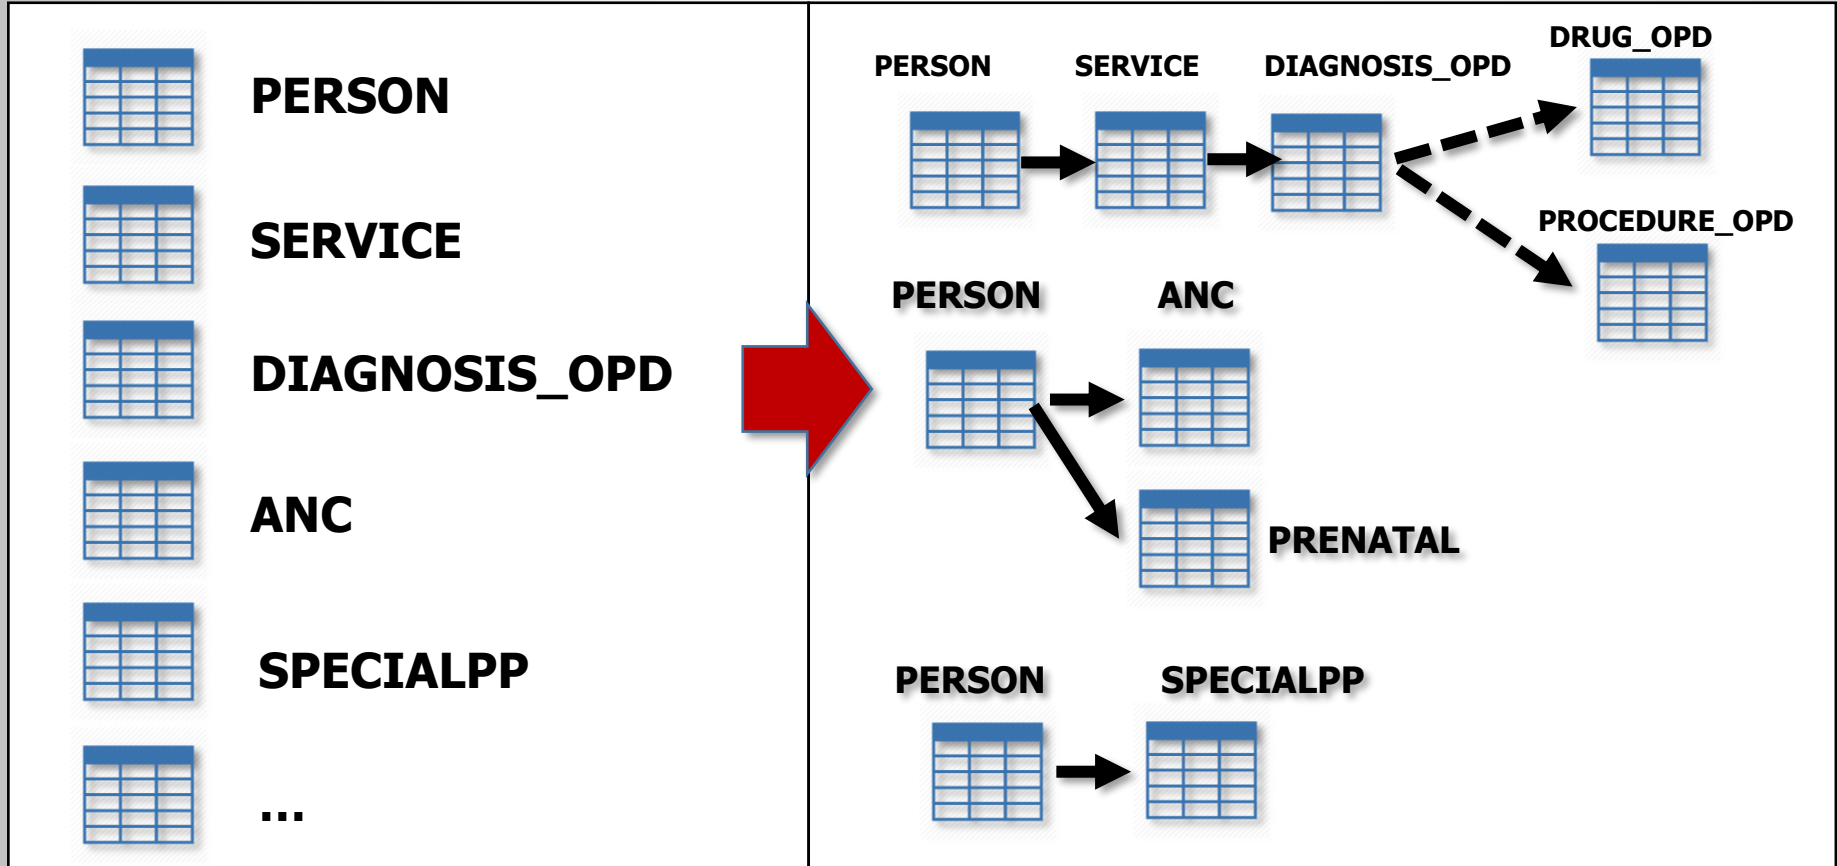 PERSON
SERVICE
DIAGNOSIS_OPD
ANC
SPECIALPP
...
PERSON
SERVICE
DIAGNOSIS_OPD
DRUG_OPD
PROCEDURE_OPD
PERSON
ANC
PRENATAL
PERSON
SPECIALPP